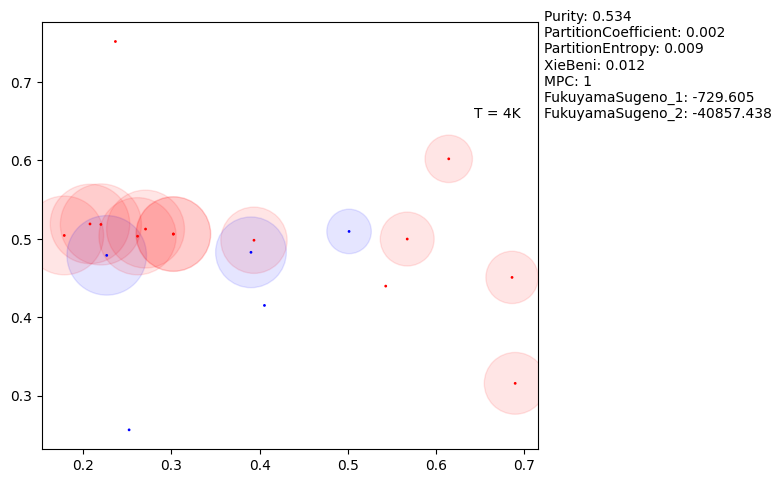 Purity: 0.534
PartitionCoefficient: 0.002
PartitionEntropy: 0.009
XieBeni: 0.012
MPC: 1
FukuyamaSugeno_1: -729.605
FukuyamaSugeno_2: -40857.438
T = 4K
0.7
0.6
0.5
0.4
0.3
0.2 0.3 0.4 0.5 0.6 0.7